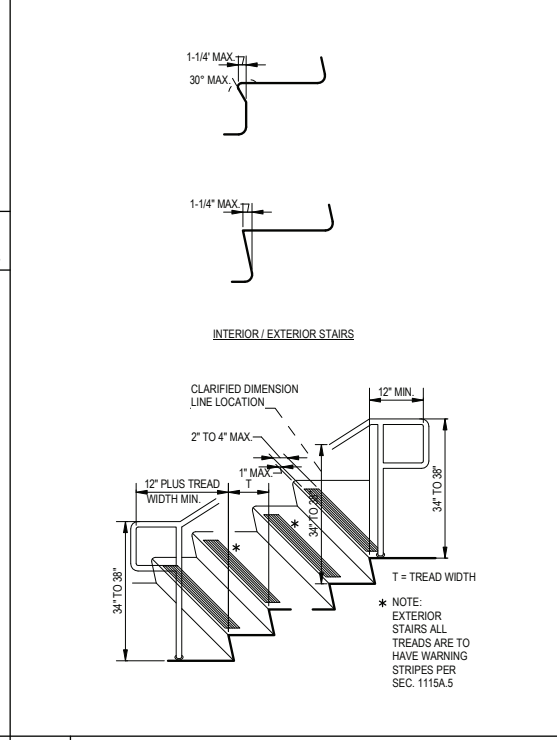 1-1/4' MAX.
30° MAX.
1-1/4" MAX.
INTERIOR / EXTERIOR STAIRS
CLARIFIED DIMENSION
LINE LOCATION
12" MIN.
2" TO 4" MAX.
1" MAX.
12" PLUS TREAD
WIDTH MIN.
T
34" TO 38"
34" TO 38"
34" TO 38"
*
*
T = TREAD WIDTH
* NOTE:
EXTERIOR
STAIRS ALL
TREADS ARE TO
HAVE WARNING
STRIPES PER
SEC. 1115A.5